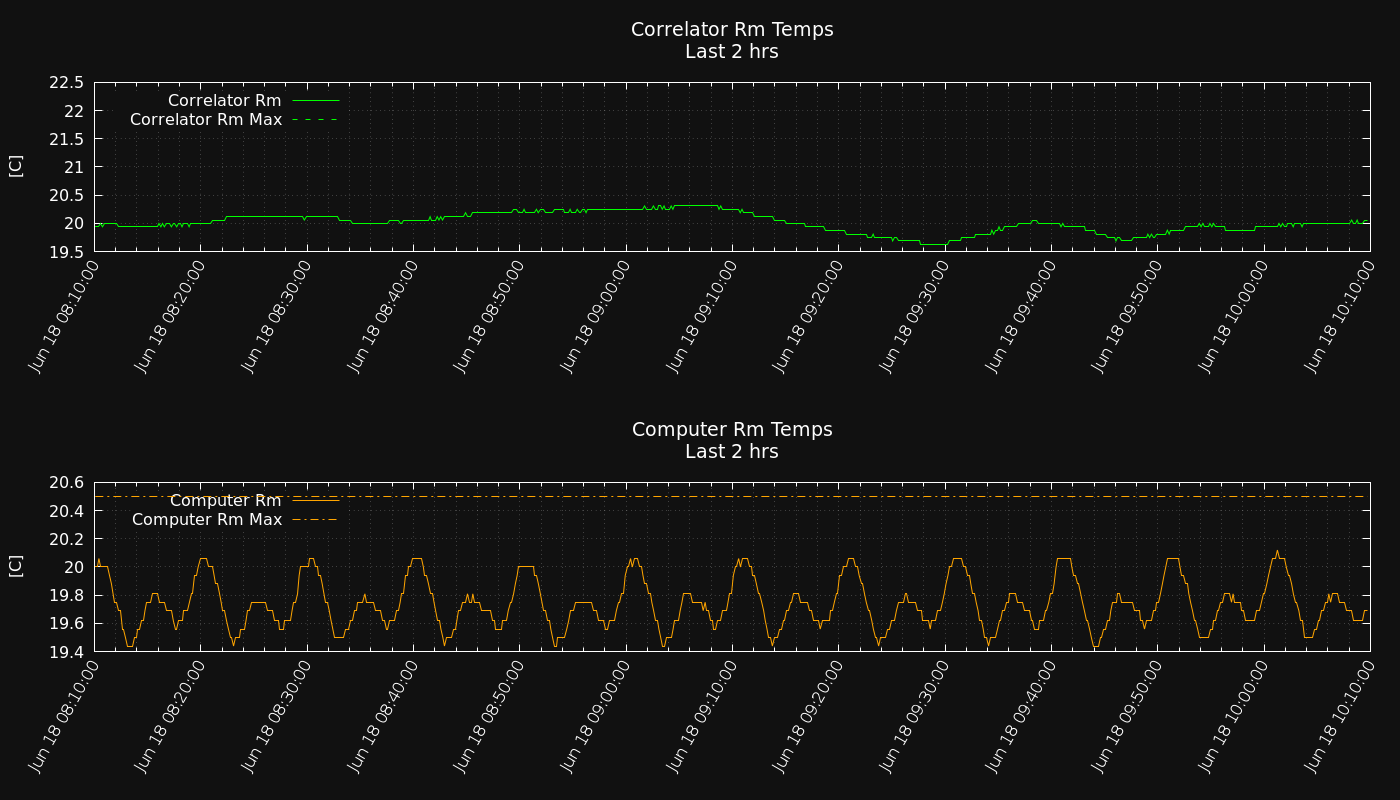 Correlator Rm Temps
Last 2 hrs
22.5
22
21.5
21
20.5
20
19.5
[C]
Correlator Rm
Correlator Rm Max
Jun 18 08:10:00
Jun 18 08:20:00
Jun 18 08:30:00
Jun 18 08:40:00
Jun 18 08:50:00
Jun 18 09:00:00
Jun 18 09:10:00
Jun 18 09:20:00
Jun 18 09:30:00
Jun 18 09:40:00
Jun 18 09:50:00
Jun 18 10:00:00
Jun 18 10:10:00
Computer Rm Temps
Last 2 hrs
20.6
20.4
20.2
20
19.8
19.6
19.4
[C]
Computer Rm
Computer Rm Max
Jun 18 08:10:00
Jun 18 08:20:00
Jun 18 08:30:00
Jun 18 08:40:00
Jun 18 08:50:00
Jun 18 09:00:00
Jun 18 09:10:00
Jun 18 09:20:00
Jun 18 09:30:00
Jun 18 09:40:00
Jun 18 09:50:00
Jun 18 10:00:00
Jun 18 10:10:00